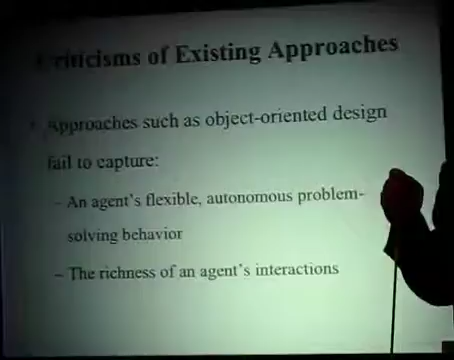 Criticisms of Existing Approaches
Approaches such as object-oriented design
fail to capture:
– An agent's flexible, autonomous problem-
solving behavior
– The richness of an agent's interactions